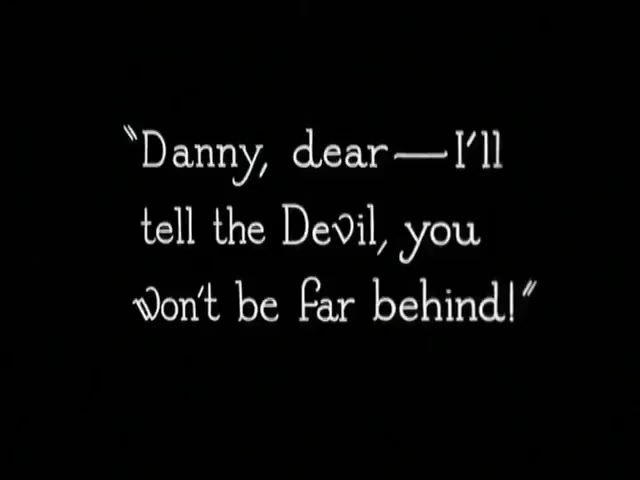 "Danny, dear—I'll
tell the Devil, you
won't be far behind!"